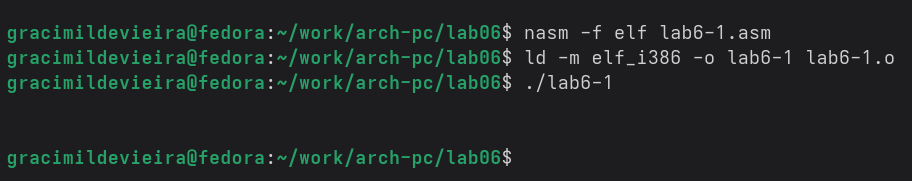 gracimildevieira@fedora:~/work/arch-pc/lab06$ nasm -f elf lab6-1.asm
gracimildevieira@fedora:~/work/arch-pc/lab06$ ld -m elf_i386 -o lab6-1 lab6-1.o
gracimildevieira@fedora:~/work/arch-pc/lab06$ ./lab6-1
gracimildevieira@fedora:~/work/arch-pc/lab06$